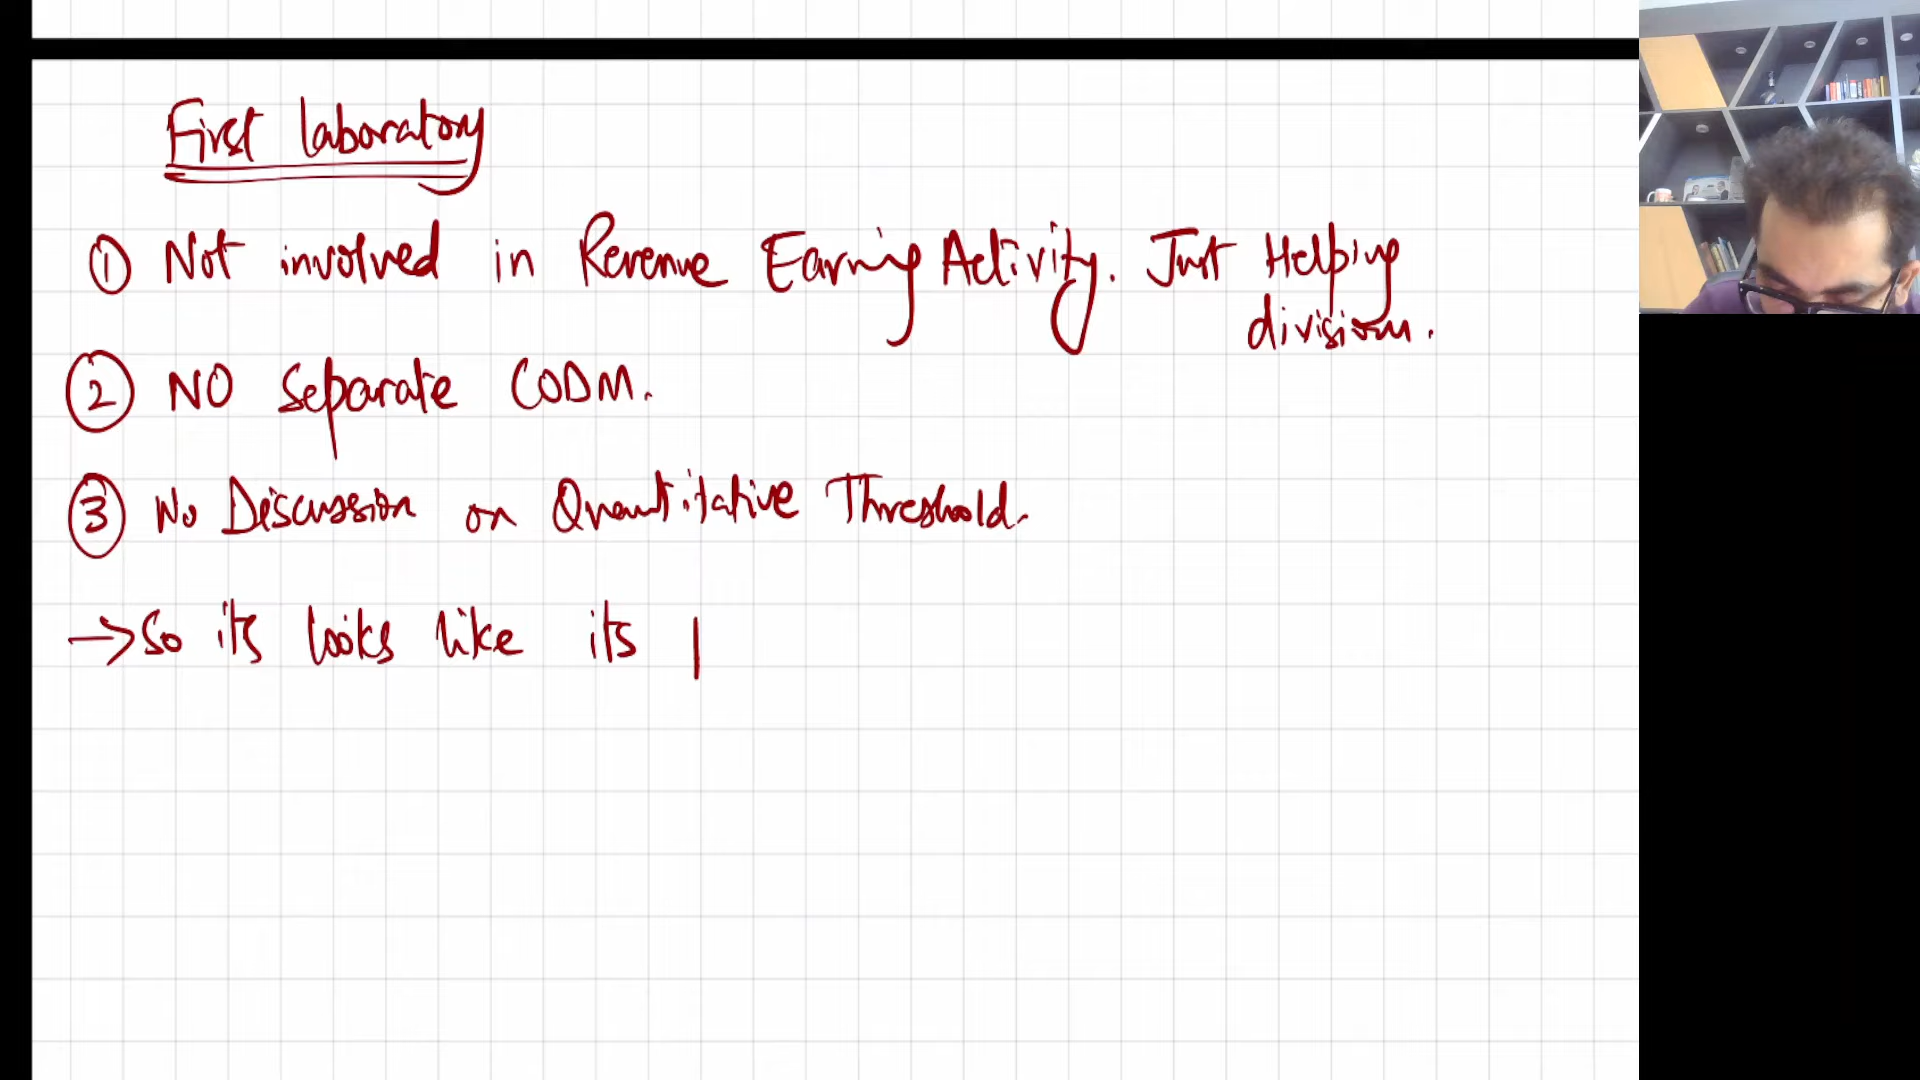 First laboratory
① Not involved in Revenue Earning Activity. Just Helping
division.
② NO Separate CODM.
③ No Discussion on Quantitative Threshold.
→ So its looks like its